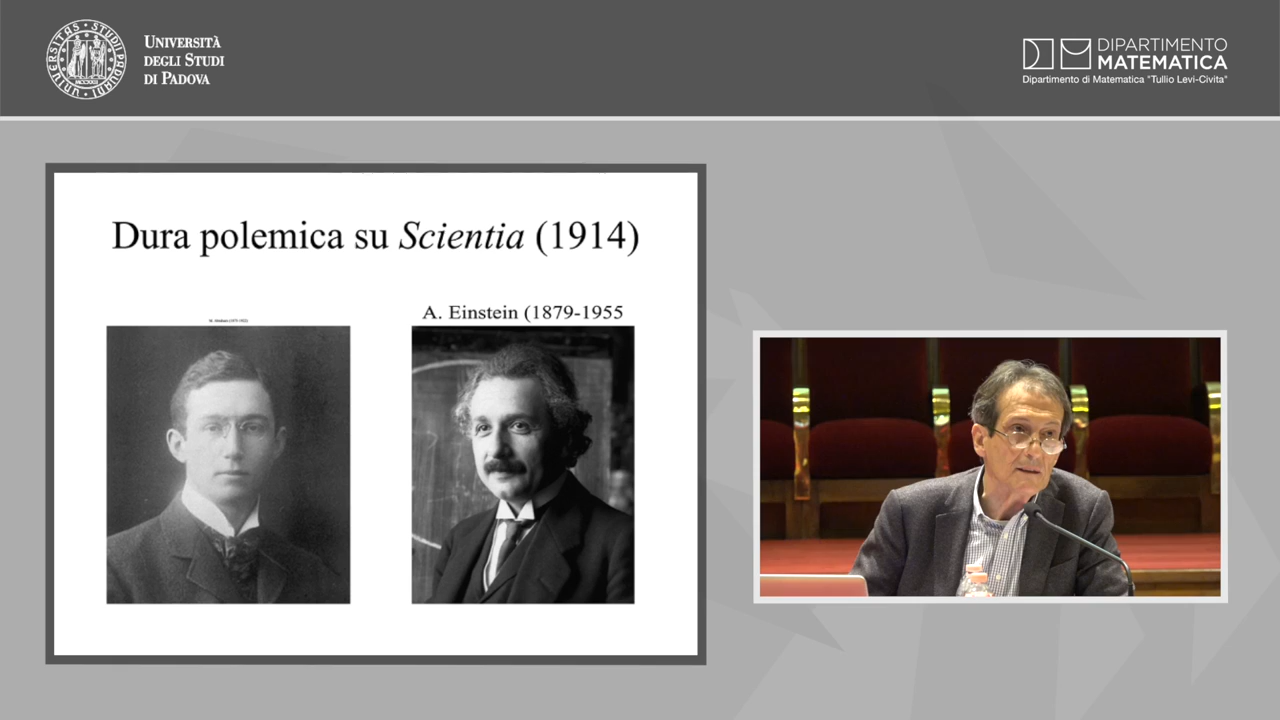 UNIVERSITÀ
DEGLI STUDI
DI PADOVA
DIPARTIMENTO
MATEMATICA
Dipartimento di Matematica "Tullio Levi-Civita"
Dura polemica su Scientia (1914)
A. Einstein (1879-1955